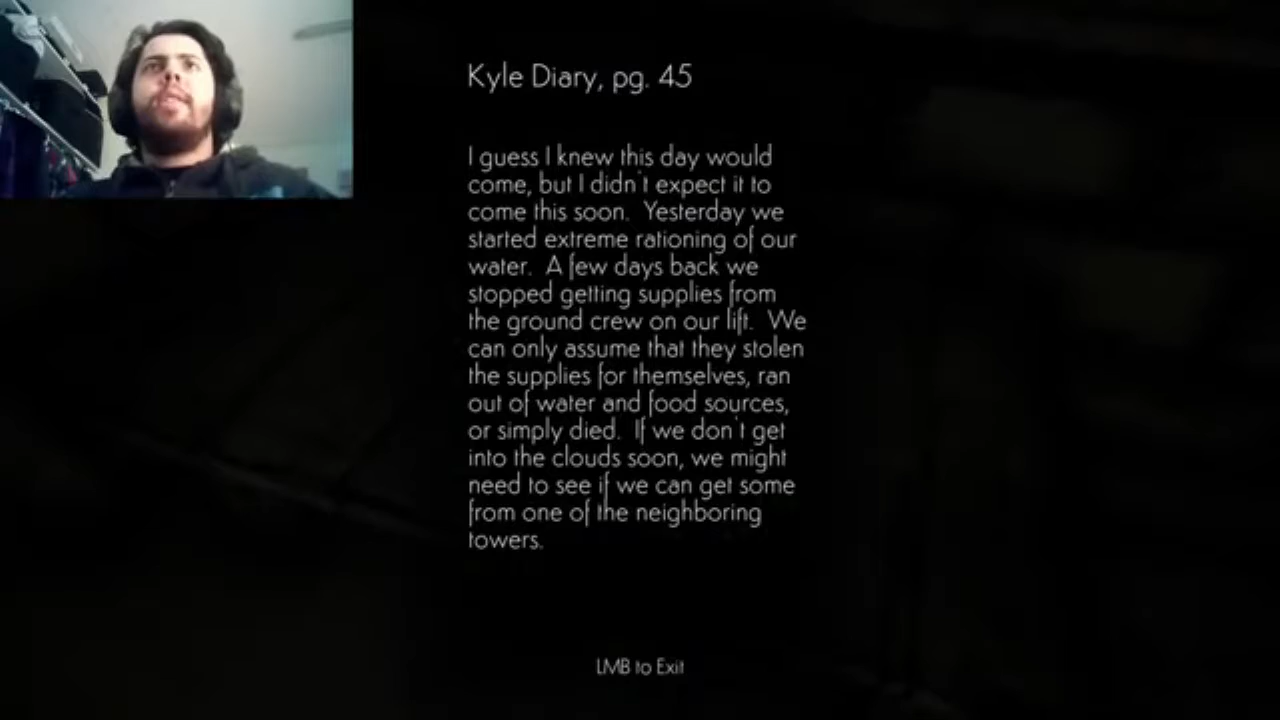 Kyle Diary, pg. 45
I guess I knew this day would
come, but I didn't expect it to
come this soon.  Yesterday we
started extreme rationing of our
water.  A few days back we
stopped getting supplies from
the ground crew on our lift.  We
can only assume that they stolen
the supplies for themselves, ran
out of water and food sources,
or simply died.  If we don't get
into the clouds soon, we might
need to see if we can get some
from one of the neighboring
towers.
LMB to Exit